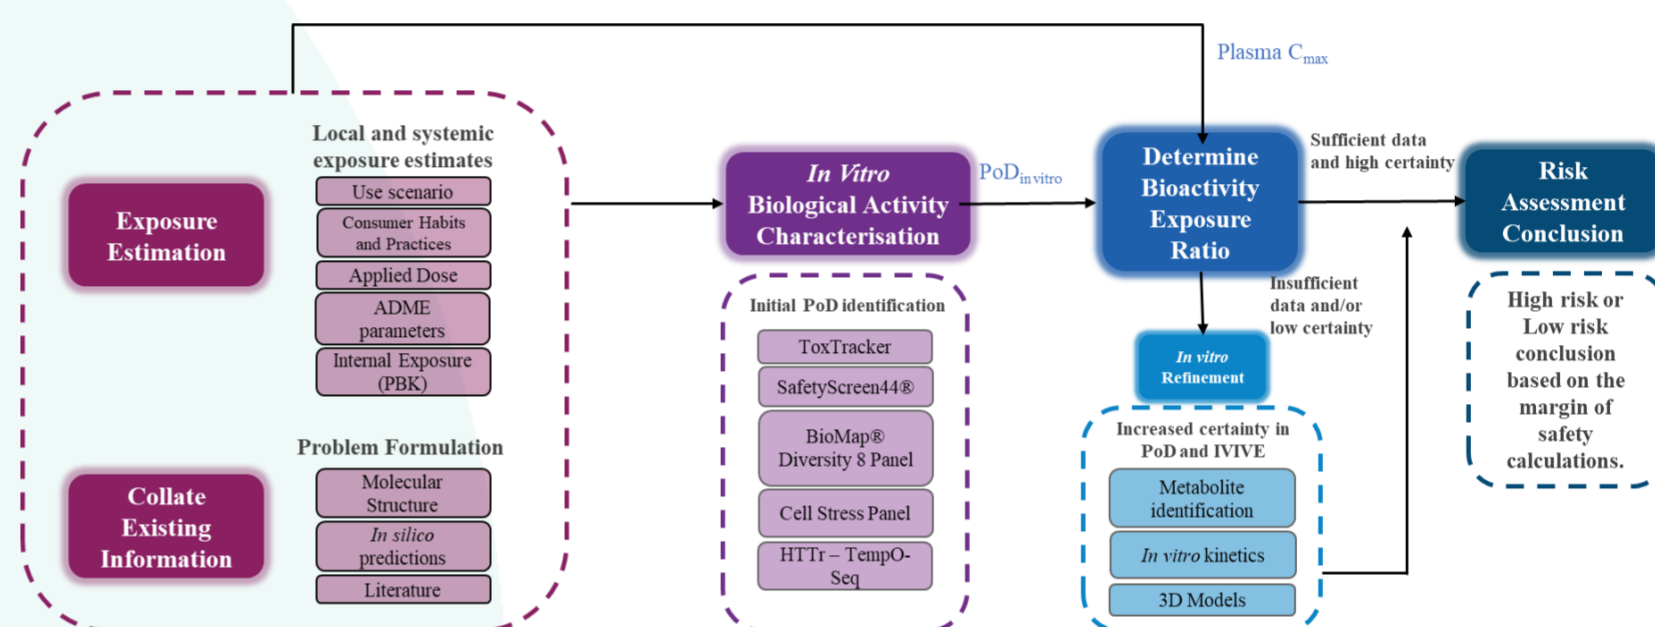 Plasma Cmax
Local and systemic
exposure estimates
Exposure
Estimation
Use scenario
Consumer Habits
and Practices
Applied Dose
ADME
parameters
Internal Exposure
(PBK)
Problem Formulation
Collate
Existing
Information
Molecular
Structure
In silico
predictions
Literature
In Vitro
Biological Activity
Characterisation
PoDin vitro
Initial PoD identification
ToxTracker
SafetyScreen44®
BioMap®
Diversity 8 Panel
Cell Stress Panel
HTTr – TempO-
Seq
Determine
Bioactivity
Exposure
Ratio
Sufficient data
and high certainty
Insufficient
data and/or
low certainty
In vitro
Refinement
Increased certainty in
PoD and IVIVE
Metabolite
identification
In vitro kinetics
3D Models
Risk
Assessment
Conclusion
High risk or
Low risk
conclusion
based on the
margin of
safety
calculations.